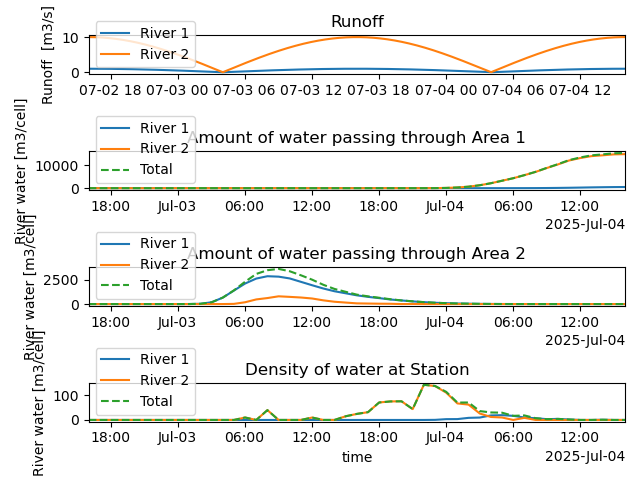 Runoff
Runoff [m3/s]
10
0
River 1
River 2
07-02 18 07-03 00 07-03 06 07-03 12 07-03 18 07-04 00 07-04 06 07-04 12
Amount of water passing through Area 1
River water [m3/cell]
10000
0
River 1
River 2
Total
18:00 Jul-03 06:00 12:00 18:00 Jul-04 06:00 12:00
2025-Jul-04
Amount of water passing through Area 2
River water [m3/cell]
2500
0
River 1
River 2
Total
18:00 Jul-03 06:00 12:00 18:00 Jul-04 06:00 12:00
2025-Jul-04
Density of water at Station
River water [m3/cell]
100
0
River 1
River 2
Total
18:00 Jul-03 06:00 12:00 18:00 Jul-04 06:00 12:00
time
2025-Jul-04